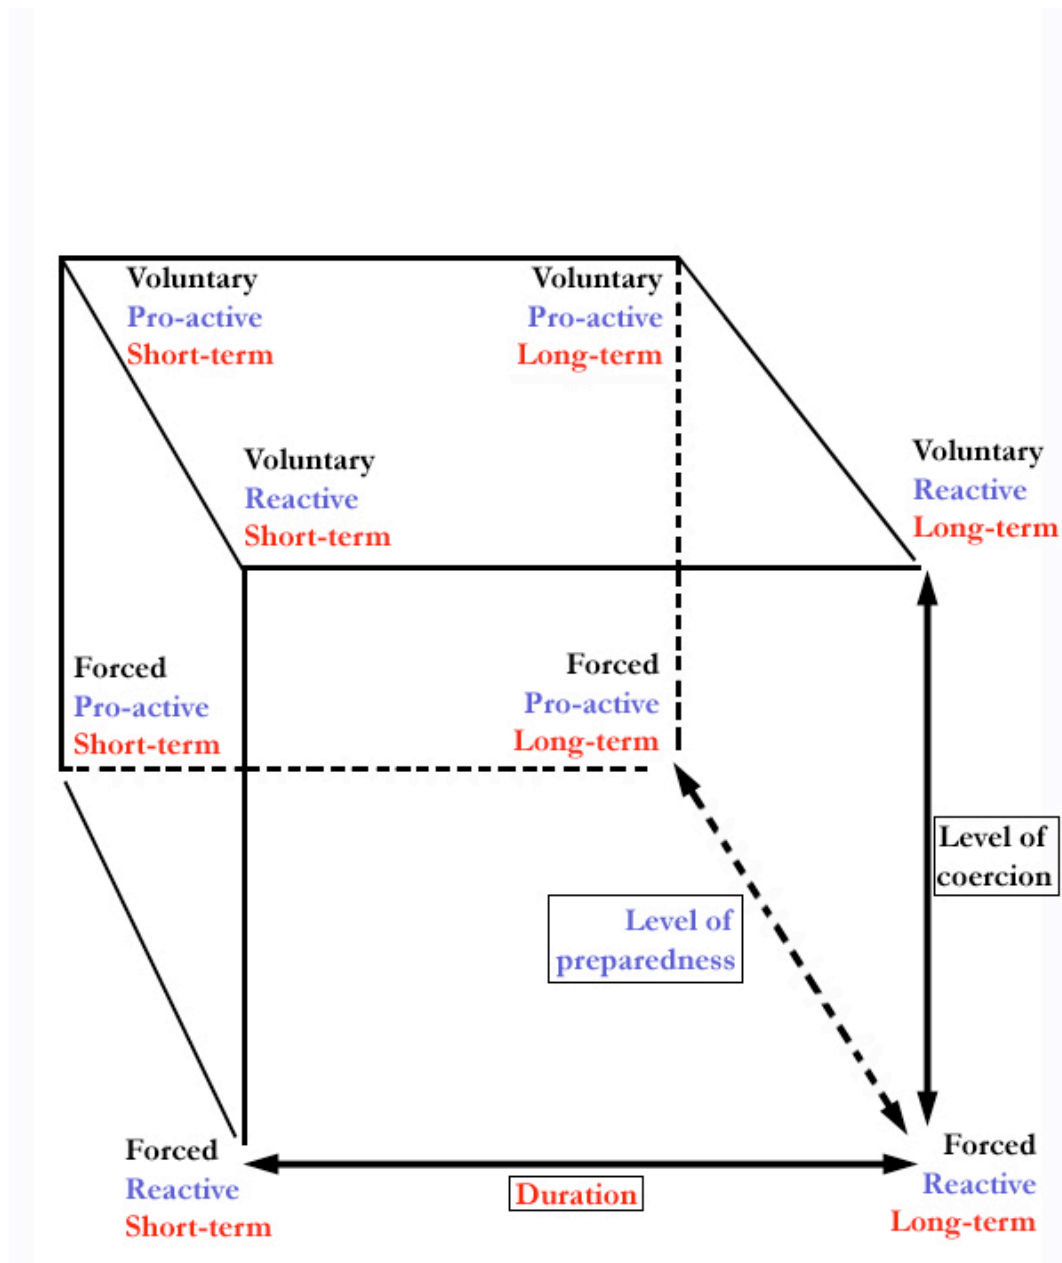 Voluntary
Pro-active
Short-term
Voluntary
Pro-active
Long-term
Voluntary
Reactive
Short-term
Voluntary
Reactive
Long-term
Forced
Pro-active
Short-term
Forced
Pro-active
Long-term
Level of
coercion
Level of
preparedness
Forced
Reactive
Short-term
Duration
Forced
Reactive
Long-term